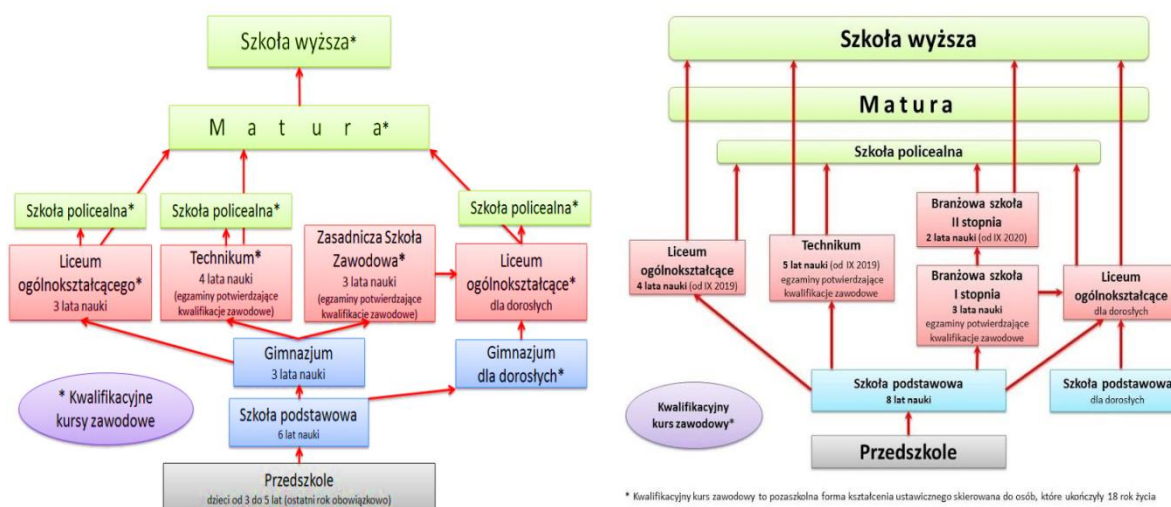 Szkoła wyższa*
M a t u r a*
Szkoła policealna*
Szkoła policealna*
Szkoła policealna*
Liceum
ogólnokształcącego*
3 lata nauki
Technikum*
4 lata nauki
(egzaminy potwierdzające
kwalifikacje zawodowe)
Zasadnicza Szkoła
Zawodowa*
3 lata nauki
(egzaminy potwierdzające
kwalifikacje zawodowe)
Liceum
ogólnokształcące*
dla dorosłych
Gimnazjum
3 lata nauki
Gimnazjum
dla dorosłych*
* Kwalifikacyjne
kursy zawodowe
Szkoła podstawowa
6 lat nauki
Przedszkole
dzieci od 3 do 5 lat (ostatni rok obowiązkowo)
Szkoła wyższa
Matura
Szkoła policealna
Liceum
ogólnokształcące
4 lata nauki (od IX 2019)
Technikum
5 lat nauki (od IX 2019)
egzaminy potwierdzające
kwalifikacje zawodowe
Branżowa szkoła
II stopnia
2 lata nauki (od IX 2020)
Branżowa szkoła
I stopnia
3 lata nauki
egzaminy potwierdzające
kwalifikacje zawodowe
Liceum
ogólnokształcące
dla dorosłych
Szkoła podstawowa
8 lat nauki
Szkoła podstawowa
dla dorosłych
Kwalifikacyjny
kurs zawodowy*
Przedszkole
* Kwalifikacyjny kurs zawodowy to pozaszkolna forma kształcenia ustawicznego skierowana do osób, które ukończyły 18 rok życia